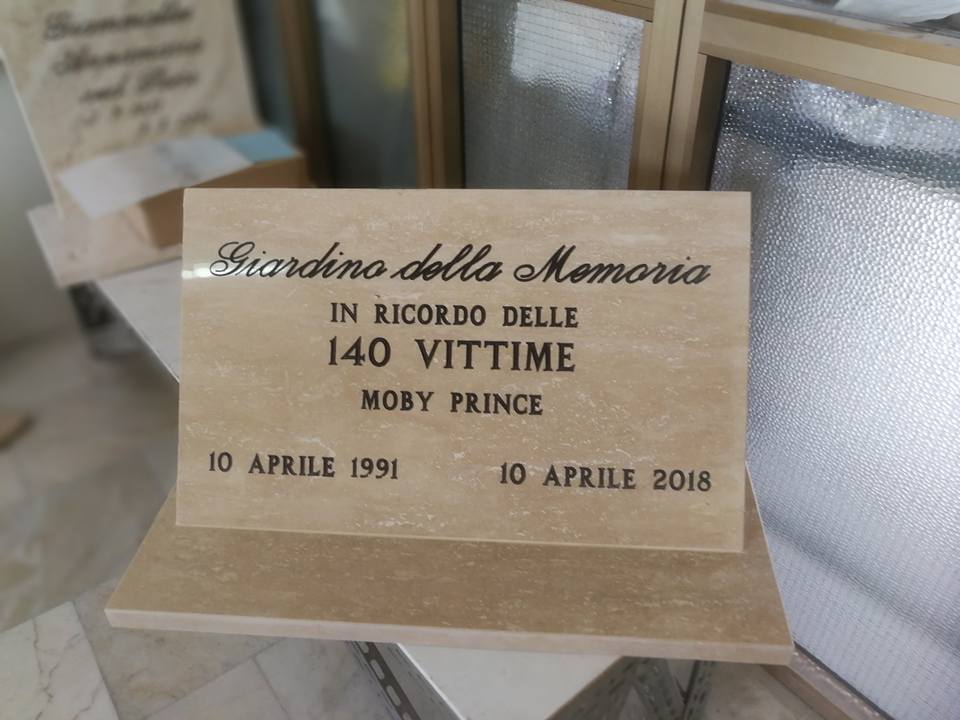 Giardino della Memoria
IN RICORDO DELLE
140 VITTIME
MOBY PRINCE
10 APRILE 1991 10 APRILE 2018